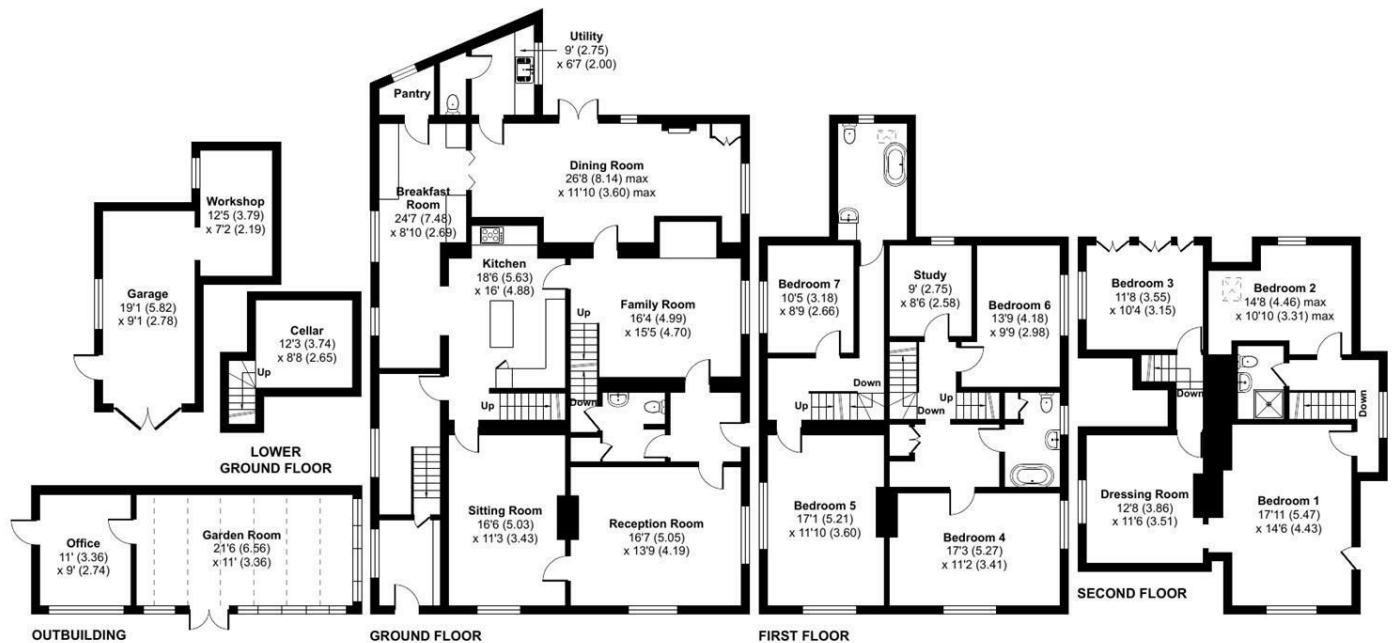 Utility
9' (2.75)
x 6'7 (2.00)
Pantry
Dining Room
26'8 (8.14) max
x 11'10 (3.60) max
Breakfast
Room
24'7 (7.48)
x 8'10 (2.69)
Kitchen
18'6 (5.63)
x 16' (4.88)
Up
Down
Family Room
16'4 (4.99)
x 15'5 (4.70)
Up
Sitting Room
16'6 (5.03)
x 11'3 (3.43)
Reception Room
16'7 (5.05)
x 13'9 (4.19)
GROUND FLOOR
Workshop
12'5 (3.79)
x 7'2 (2.19)
Garage
19'1 (5.82)
x 9'1 (2.78)
Cellar
12'3 (3.74)
x 8'8 (2.65)
Up
LOWER
GROUND FLOOR
Office
11' (3.36)
x 9' (2.74)
Garden Room
21'6 (6.56)
x 11' (3.36)
OUTBUILDING
Bedroom 7
10'5 (3.18)
x 8'9 (2.66)
Study
9' (2.75)
x 8'6 (2.58)
Bedroom 6
13'9 (4.18)
x 9'9 (2.98)
Down
Up
Down
Up
Bedroom 5
17'1 (5.21)
x 11'10 (3.60)
Bedroom 4
17'3 (5.27)
x 11'2 (3.41)
FIRST FLOOR
Bedroom 3
11'8 (3.55)
x 10'4 (3.15)
Bedroom 2
14'8 (4.46) max
x 10'10 (3.31) max
Down
Down
Dressing Room
12'8 (3.86)
x 11'6 (3.51)
Bedroom 1
17'11 (5.47)
x 14'6 (4.43)
SECOND FLOOR